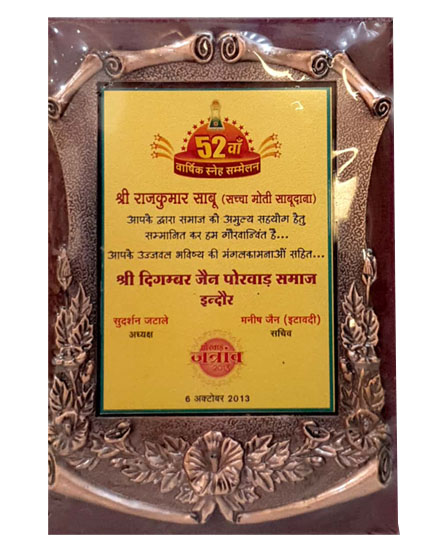 52वाँ
वार्षिक स्नेह सम्मेलन
श्री राजकुमार साबू (सच्चा मोती साबूदाना)
आपके द्वारा समाज को अमुल्य सहयोग हेतु
सम्मानित कर हम गौरवान्वित है...
आपके उज्जवल भविष्य की मंगलकामनाओं सहित...
श्री दिगम्बर जैन पोरवाड़ समाज
इन्दौर
सुदर्शन जटाले मनीष जैन (इटावदी)
अध्यक्ष सचिव
पोरवाड़
6 अक्टोबर 2013